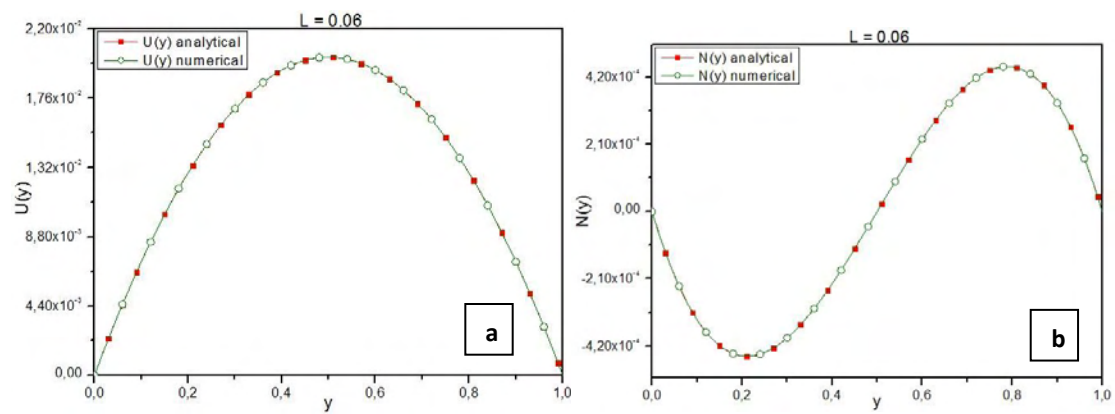 L = 0.06
2,20x10⁻²
U(y) analytical
U(y) numerical
1,76x10⁻²
1,32x10⁻²
U(y)
8,80x10⁻³
4,40x10⁻³
0,00
a
0,0 0,2 0,4 0,6 0,8 1,0
y
L = 0.06
N(y) analytical
N(y) numerical
4,20x10⁻⁴
2,10x10⁻⁴
0,00
N(y)
-2,10x10⁻⁴
-4,20x10⁻⁴
b
0,0 0,2 0,4 0,6 0,8 1,0
y